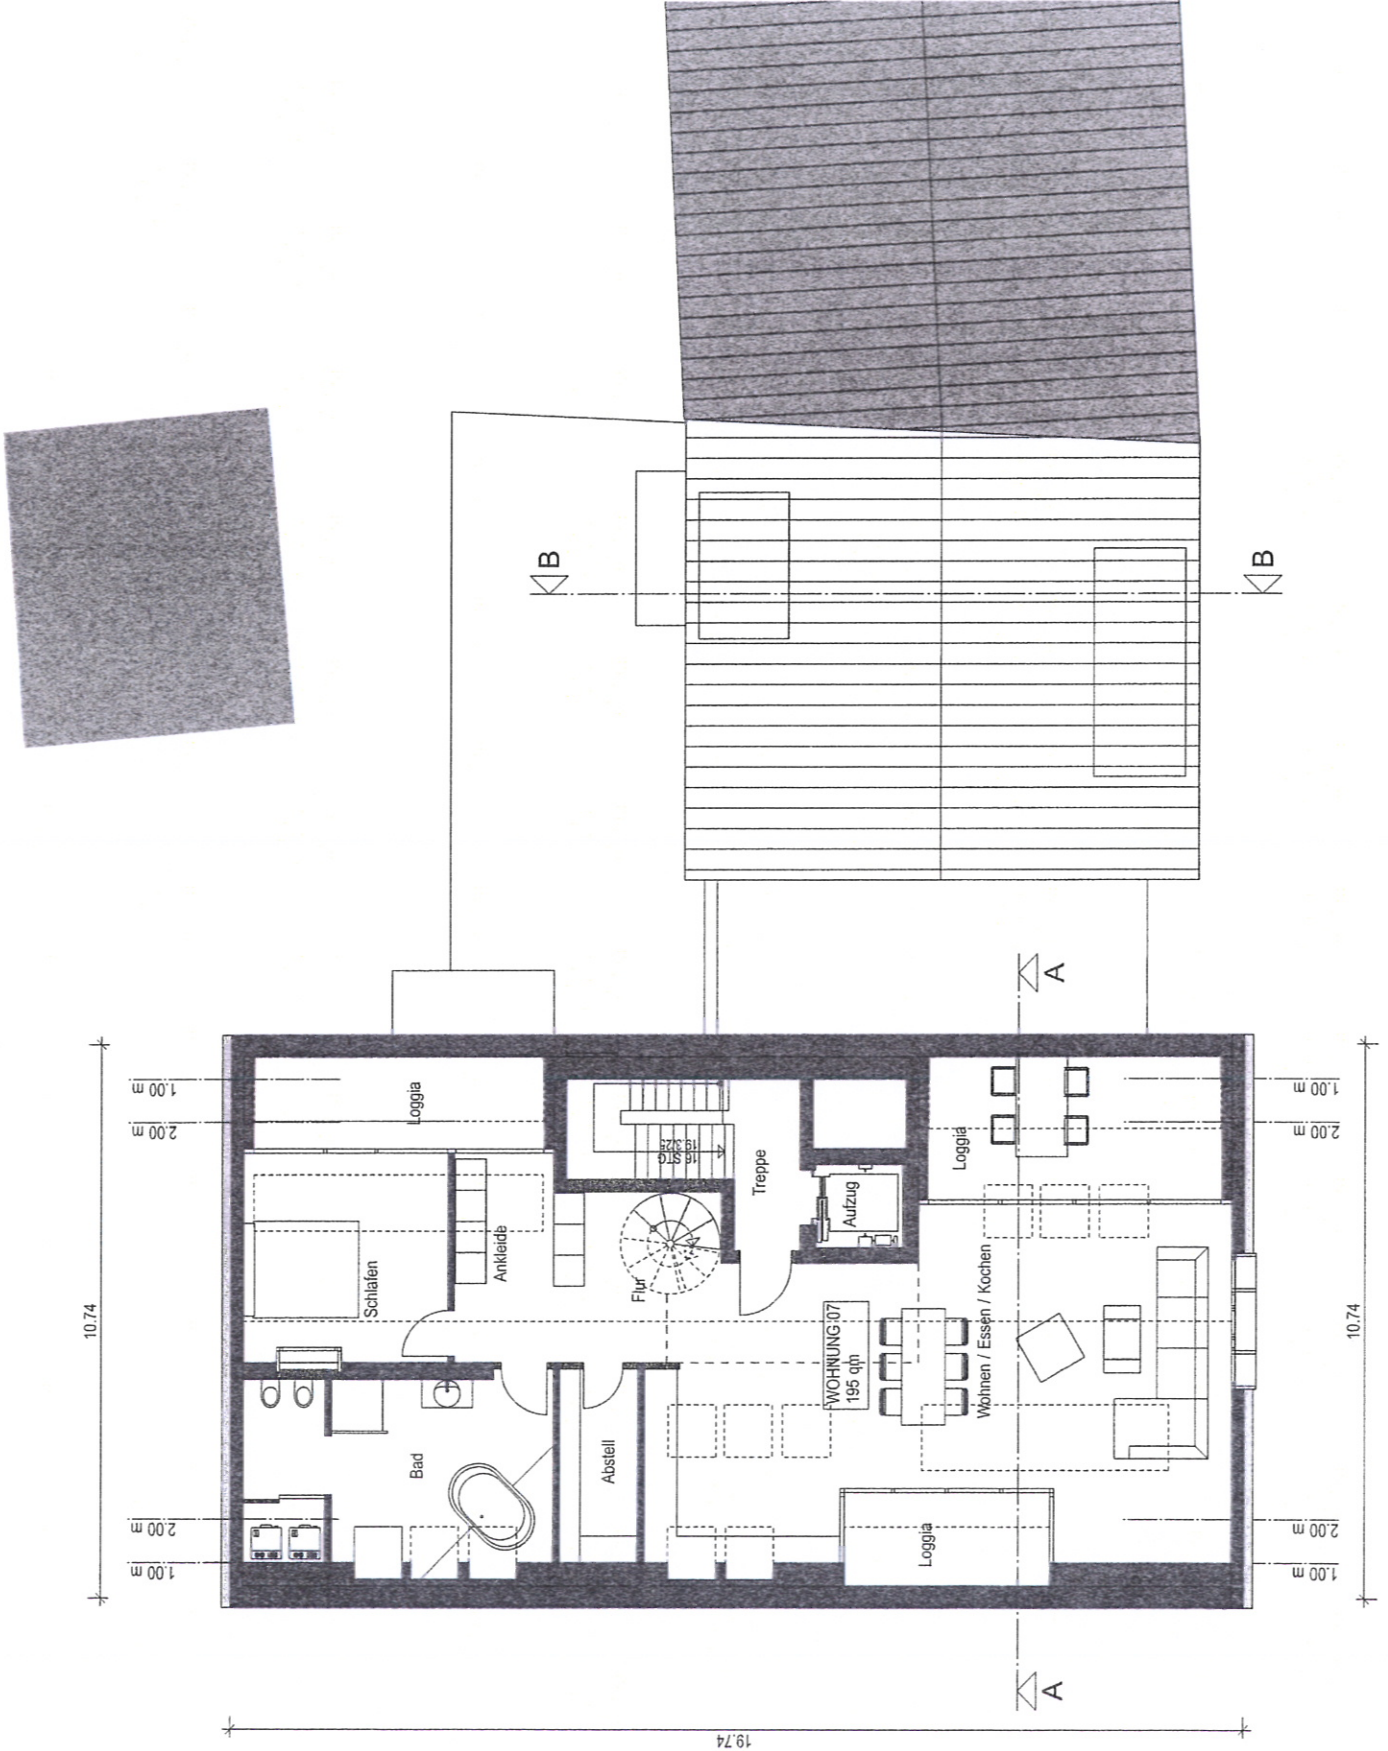 B
B
A
A
10.74
10.74
19.74
1.00 m
2.00 m
2.00 m
1.00 m
1.00 m
2.00 m
2.00 m
1.00 m
Loggia
Schlafen
Ankleide
Flur
16 STG
19.3/25
Treppe
Aufzug
Loggia
Wohnen / Essen / Kochen
WOHNUNG 07
195 qm
Bad
Abstell
Loggia